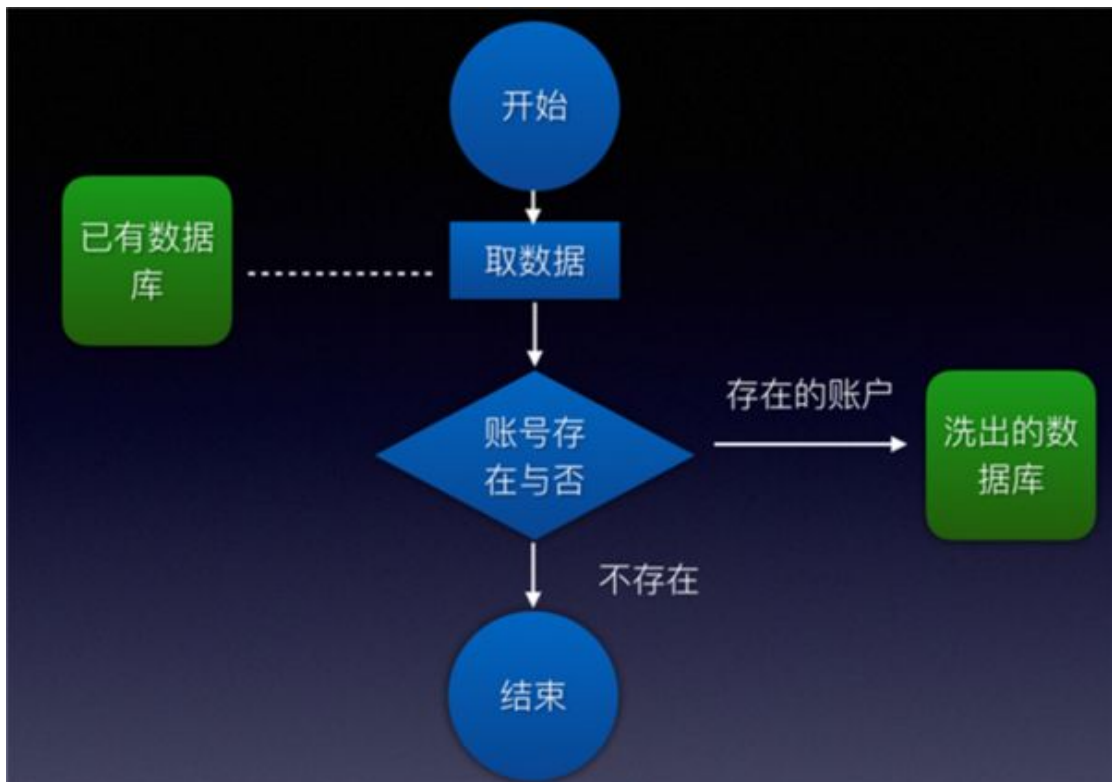 开始
已有数据
库
取数据
存在的账户
账号存
在与否
洗出的数
据库
不存在
结束